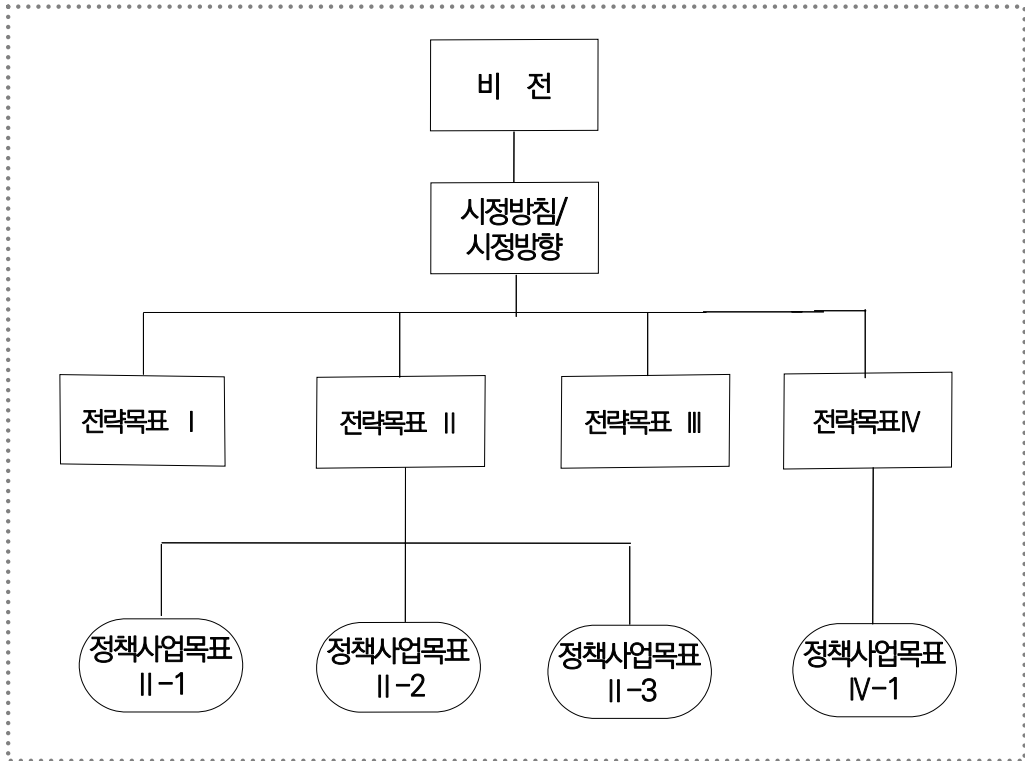 비 전
시정방침/
시정방향
전략목표 Ⅰ
전략목표 Ⅱ
전략목표 Ⅲ
전략목표Ⅳ
정책사업목표
Ⅱ-1
정책사업목표
Ⅱ-2
정책사업목표
Ⅱ-3
정책사업목표
Ⅳ-1